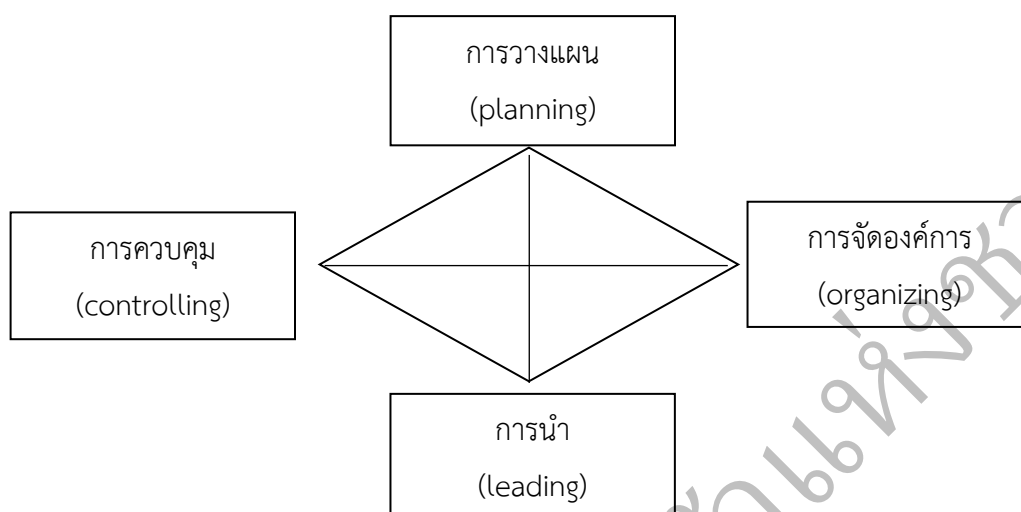 การวางแผน
(planning)
การควบคุม
(controlling)
การจัดองค์การ
(organizing)
การนำ
(leading)